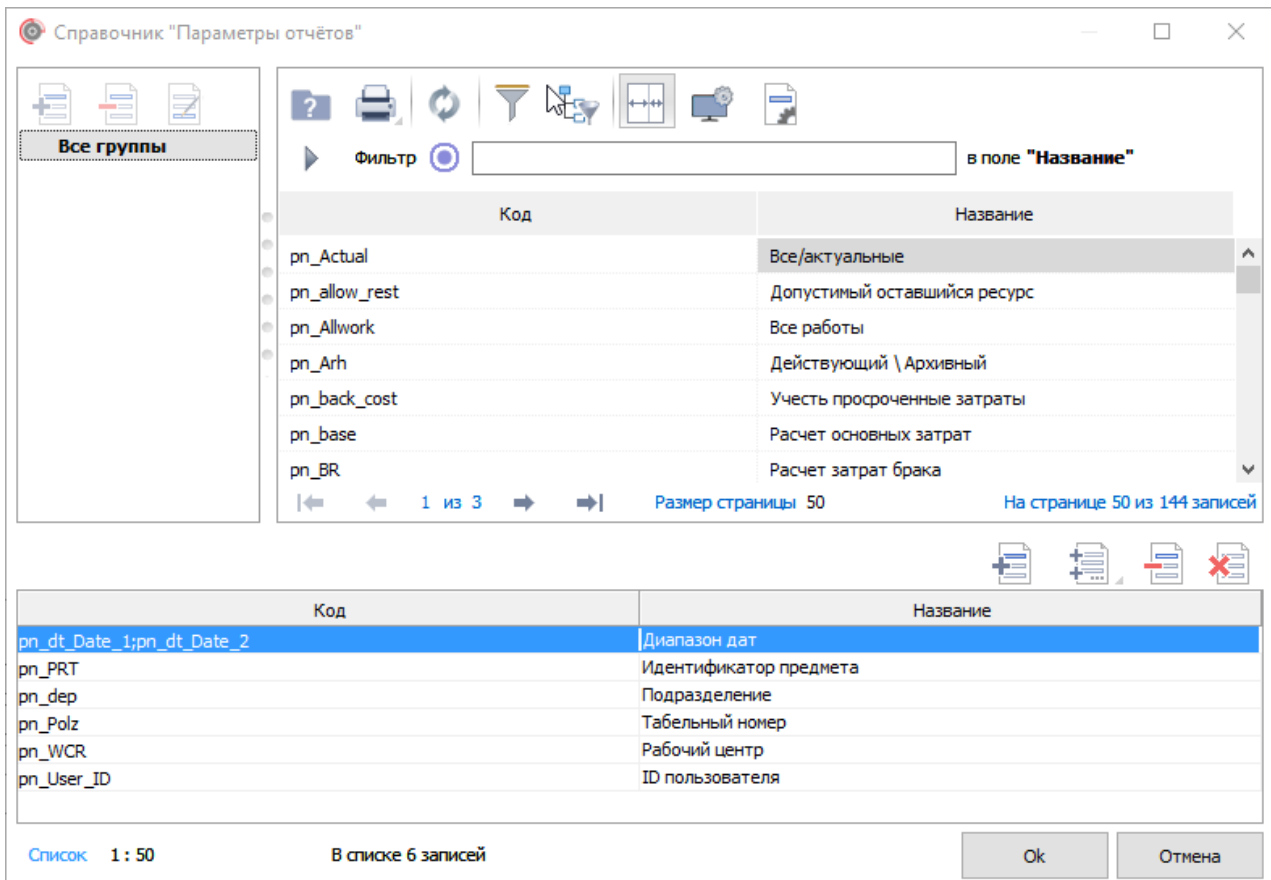 Справочник "Параметры отчётов"
Все группы
Фильтр в поле "Название"
Код Название
pn_Actual Все/актуальные
pn_allow_rest Допустимый оставшийся ресурс
pn_Allwork Все работы
pn_Arh Действующий \ Архивный
pn_back_cost Учесть просроченные затраты
pn_base Расчет основных затрат
pn_BR Расчет затрат брака
1 из 3 Размер страницы 50 На странице 50 из 144 записей
Код Название
pn_dt_Date_1;pn_dt_Date_2 Диапазон дат
pn_PRT Идентификатор предмета
pn_dep Подразделение
pn_Polz Табельный номер
pn_WCR Рабочий центр
pn_User_ID ID пользователя
Список 1 : 50 В списке 6 записей Ok Отмена